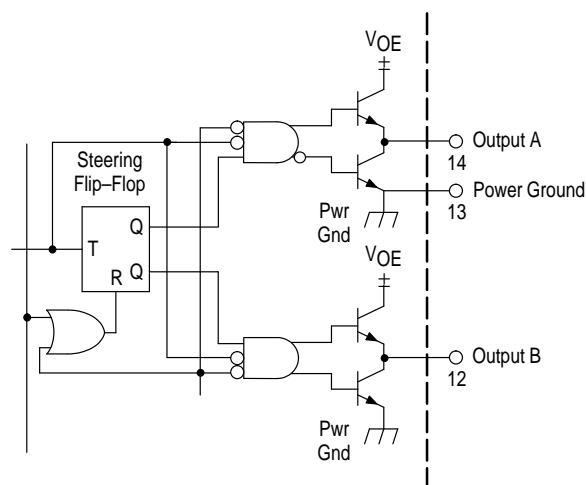 VOE
Output A
14
Steering
Flip–Flop
Power Ground
13
Q
Pwr
Gnd
T
Q
VOE
R
Output B
12
Pwr
Gnd